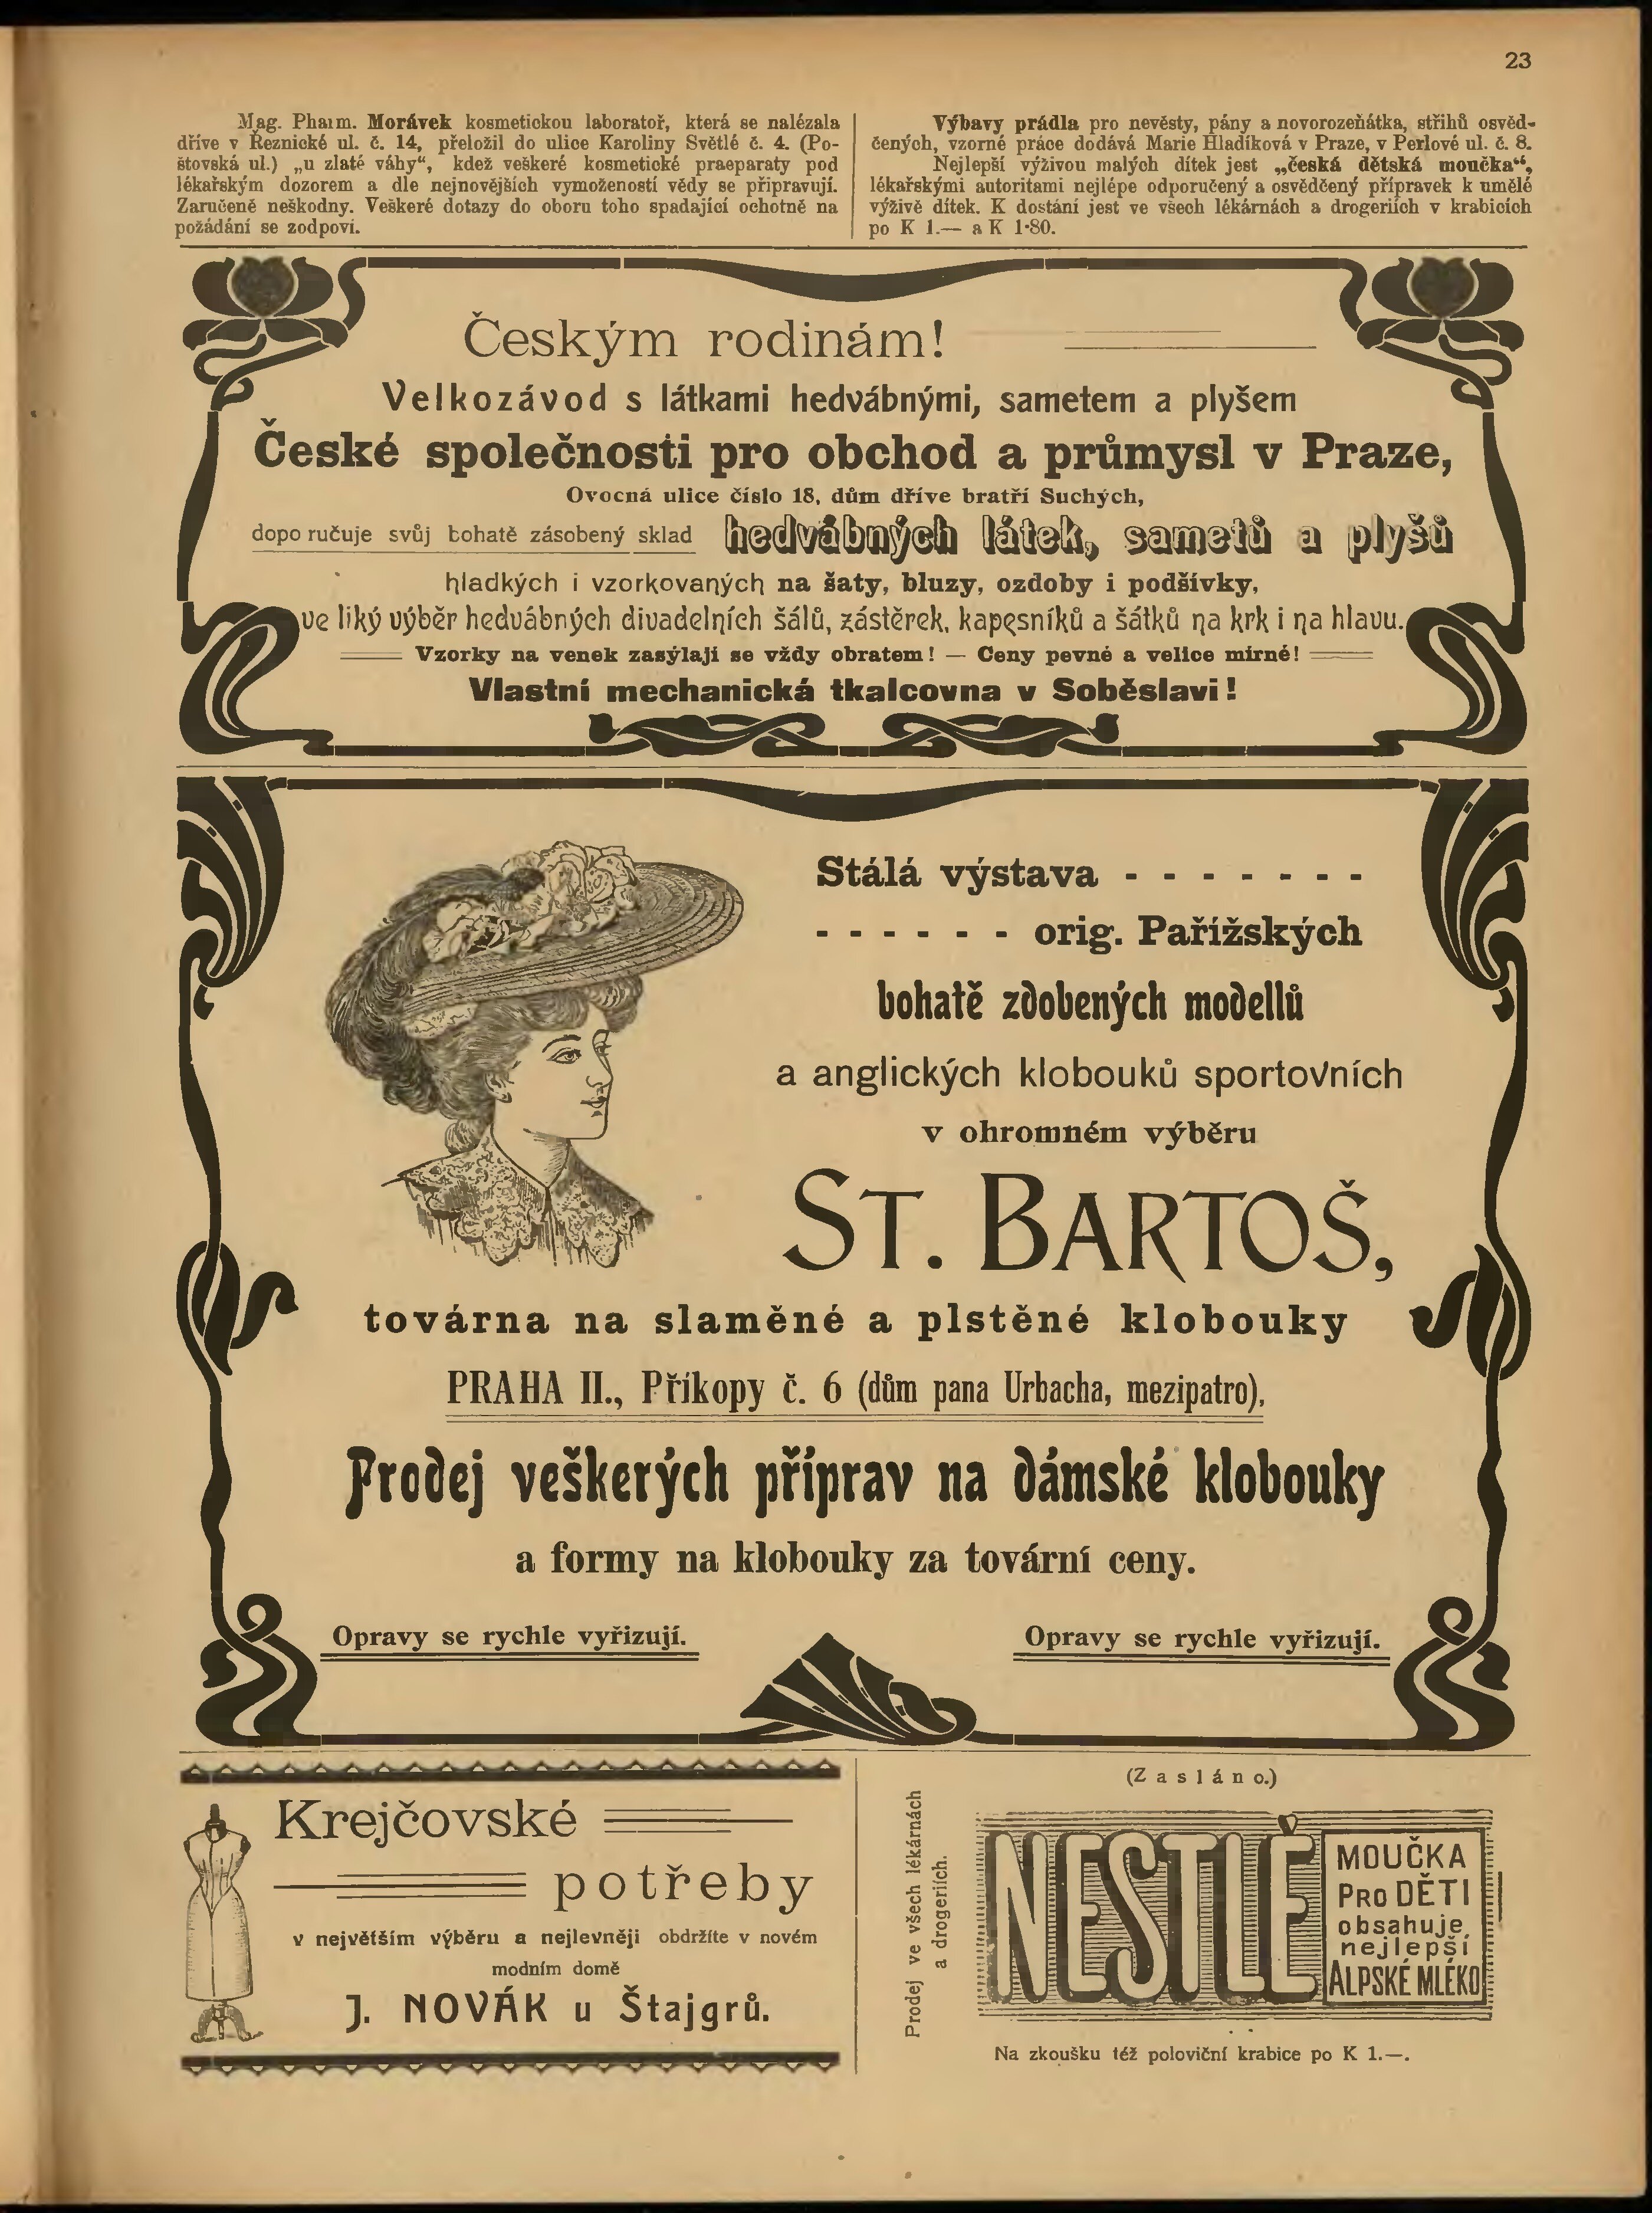 23
Mag. Pharm. Morávek kosmetickou laboratoř, která se nalézala
dříve v Řeznické ul. č. 14, přeložil do ulice Karoliny Světlé č. 4. (Po-
štovská ul.) „u zlaté váhy“, kdež veškeré kosmetické praeparaty pod
lékařským dozorem a dle nejnovějších vymožeností vědy se připravují.
Zaručeně neškodny. Veškeré dotazy do oboru toho spadající ochotně na
požádání se zodpoví.
Výbavy prádla pro nevěsty, pány a novorozeňátka, střihů osvěd-
čených, vzorné práce dodává Marie Hladíková v Praze, v Perlové ul. č. 8.
Nejlepší výživou malých dítek jest „česká dětská moučka“,
lékařskými autoritami nejlépe odporučený a osvědčený přípravek k umělé
výživě dítek. K dostání jest ve všech lékárnách a drogeriích v krabicích
po K 1.— a K 1·80.
Českým rodinám!
Velkozávod s látkami hedvábnými, sametem a plyšem
České společnosti pro obchod a průmysl v Praze,
Ovocná ulice číslo 18, dům dříve bratří Suchých,
doporučuje svůj bohatě zásobený sklad hedvábných látek, sametů a plyšů
hladkých i vzorkovaných na šaty, bluzy, ozdoby i podšívky,
veliký výběr hedvábných divadelních šálů, zástěrek, kapesníků a šátků na krk i na hlavu.
Vzorky na venek zasýlají se vždy obratem! — Ceny pevné a velice mírné!
Vlastní mechanická tkalcovna v Soběslavi!
Stálá výstava - - - - - - -
- - - - - - orig. Pařížských
bohatě zdobených modellů
a anglických klobouků sportovních
v ohromném výběru
ST. BARTOŠ,
továrna na slaměné a plstěné klobouky
PRAHA II., Příkopy č. 6 (dům pana Urbacha, mezipatro),
Prodej veškerých příprav na dámské klobouky
a formy na klobouky za tovární ceny.
Opravy se rychle vyřizují.
Opravy se rychle vyřizují.
Krejčovské
potřeby
v největším výběru a nejlevněji obdržíte v novém
modním domě
J. NOVÁK u Štajgrů.
(Zasláno.)
Prodej ve všech lékárnách
a drogeriích.
NESTLÉ
MOUČKA
PRO DĚTI
obsahuje
nejlepší
ALPSKÉ MLÉKO
Na zkoušku též poloviční krabice po K 1.—.